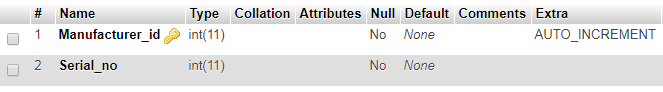 # Name Type Collation Attributes Null Default Comments Extra
1 Manufacturer_id int(11) No None AUTO_INCREMENT
2 Serial_no int(11) No None